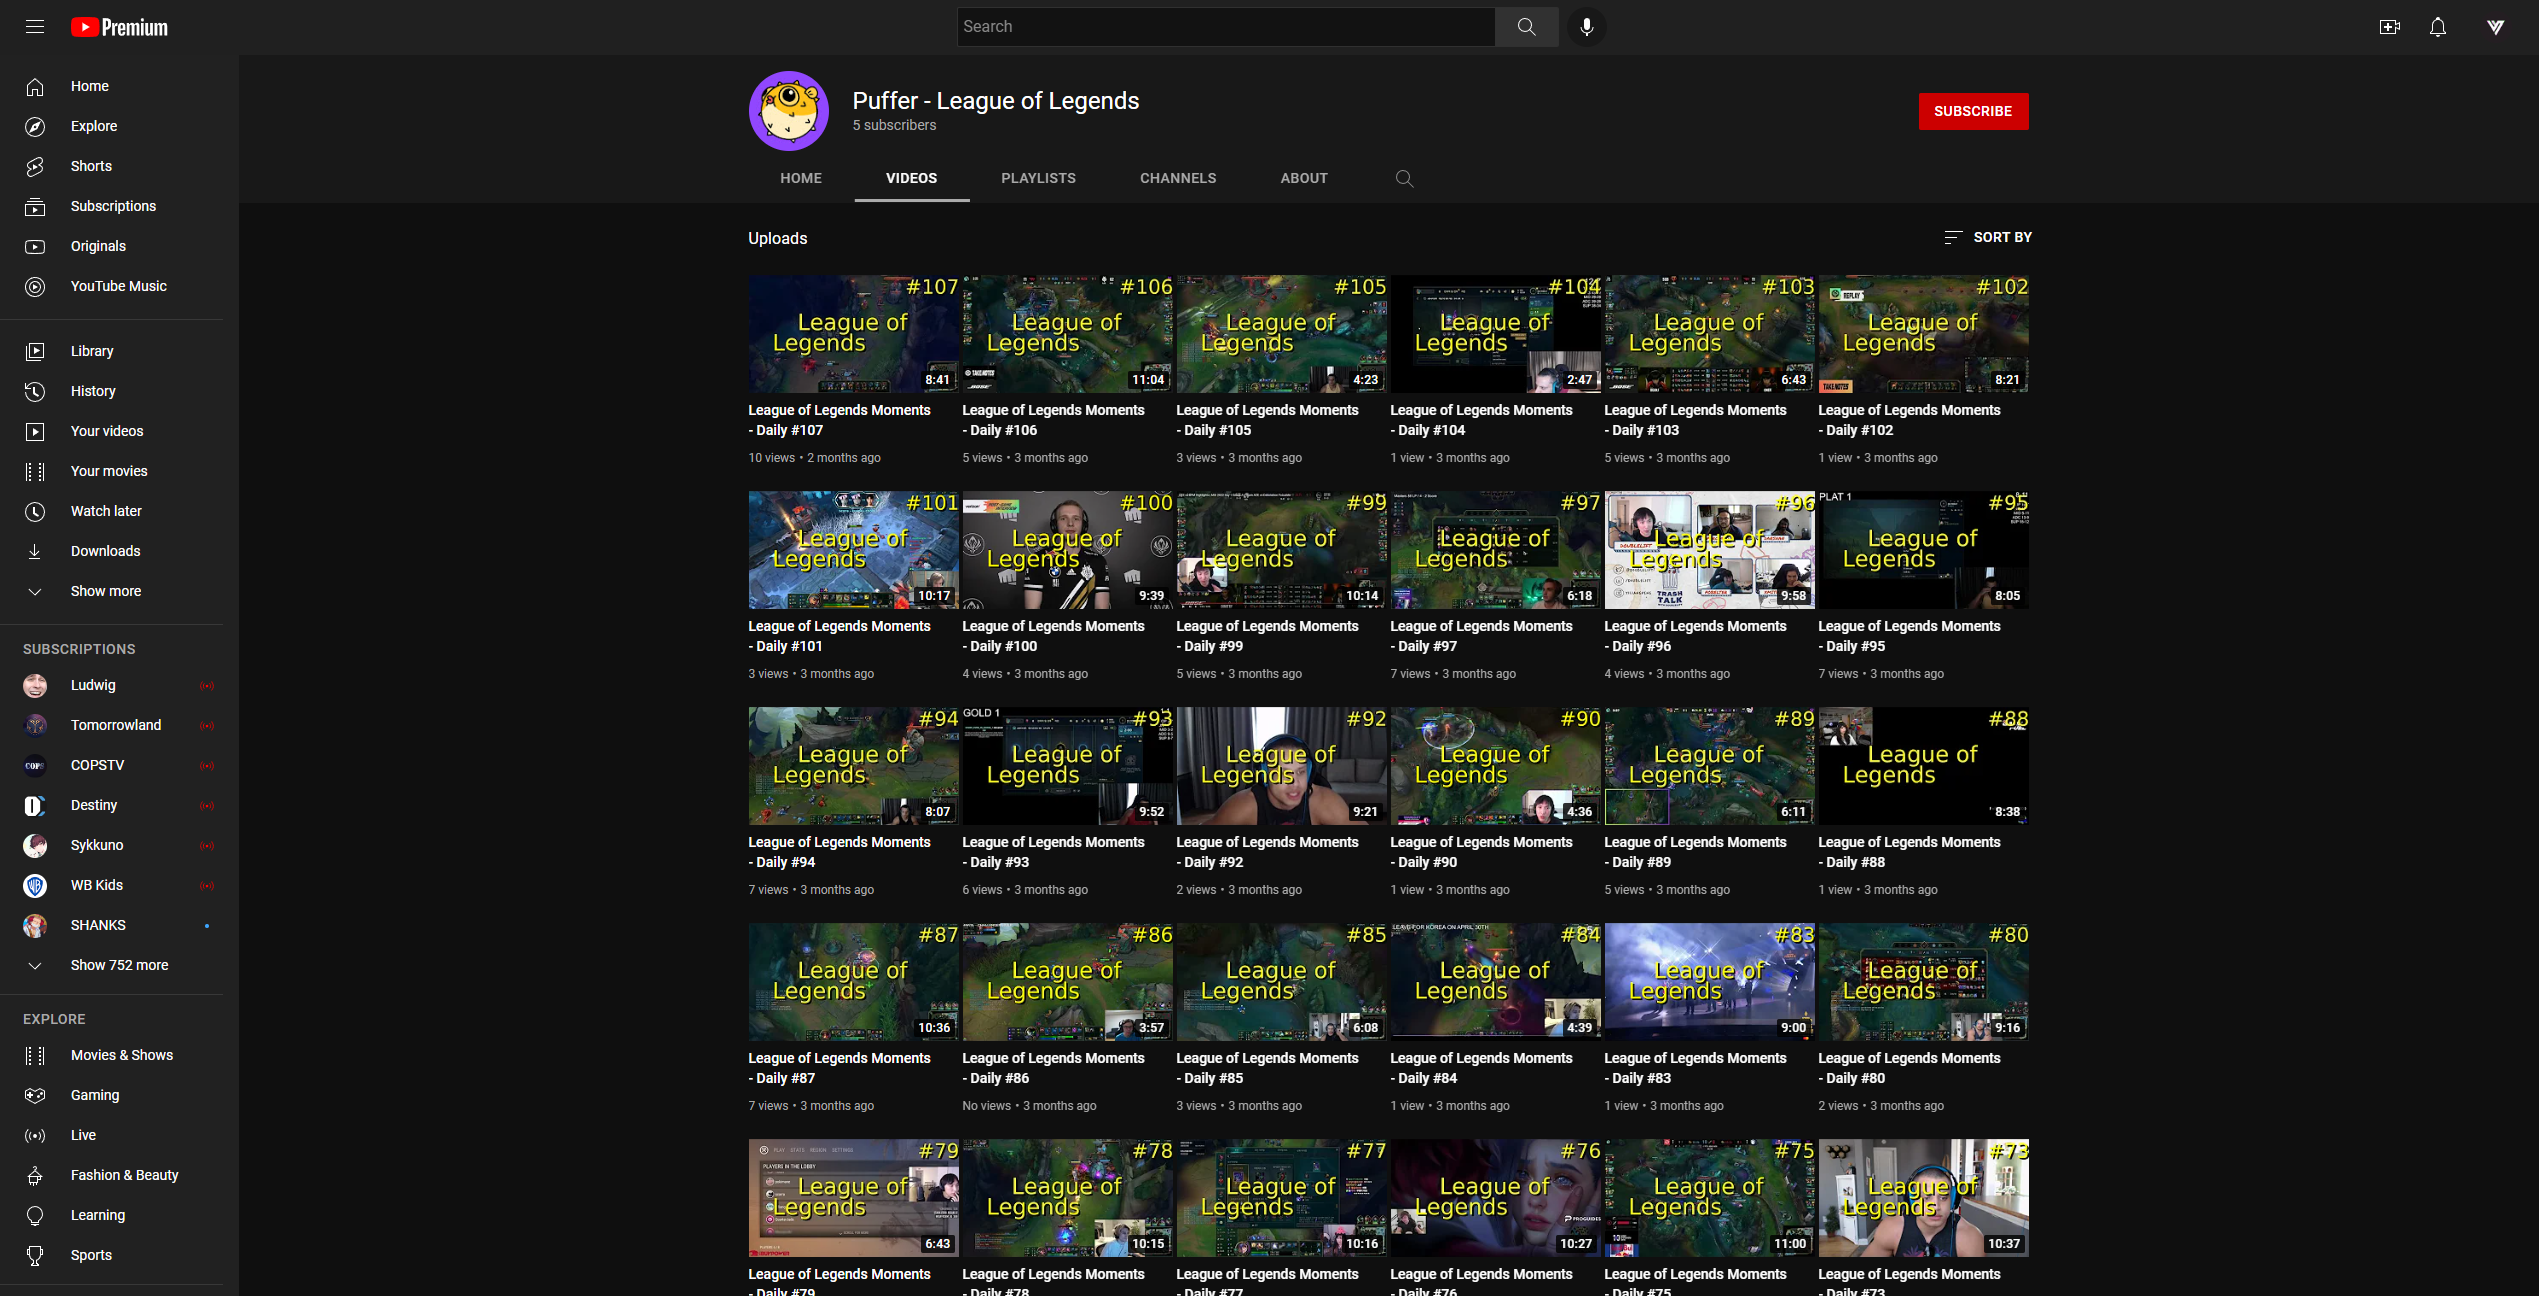 Premium
Search
Home
Explore
Shorts
Subscriptions
Originals
YouTube Music
Library
History
Your videos
Your movies
Watch later
Downloads
Show more
SUBSCRIPTIONS
Ludwig
Tomorrowland
COPSTV
Destiny
Sykkuno
WB Kids
SHANKS
Show 752 more
EXPLORE
Movies & Shows
Gaming
Live
Fashion & Beauty
Learning
Sports
Puffer - League of Legends
5 subscribers
SUBSCRIBE
HOME VIDEOS PLAYLISTS CHANNELS ABOUT
Uploads
SORT BY
#107
League of
Legends
8:41
League of Legends Moments
- Daily #107
10 views • 2 months ago
#106
League of
Legends
11:04
League of Legends Moments
- Daily #106
5 views • 3 months ago
#105
League of
Legends
4:23
League of Legends Moments
- Daily #105
3 views • 3 months ago
#104
League of
Legends
2:47
League of Legends Moments
- Daily #104
1 view • 3 months ago
#103
League of
Legends
6:43
League of Legends Moments
- Daily #103
5 views • 3 months ago
#102
REPLAY
League of
Legends
TAKE NOTES
8:21
League of Legends Moments
- Daily #102
1 view • 3 months ago
#101
League of
Legends
10:17
League of Legends Moments
- Daily #101
3 views • 3 months ago
#100
League of
Legends
9:39
League of Legends Moments
- Daily #100
4 views • 3 months ago
#99
League of
Legends
10:14
League of Legends Moments
- Daily #99
5 views • 3 months ago
#97
League of
Legends
6:18
League of Legends Moments
- Daily #97
7 views • 3 months ago
#96
League of
Legends
TRASH
TALK
9:58
League of Legends Moments
- Daily #96
4 views • 3 months ago
PLAT 1
#95
League of
Legends
8:05
League of Legends Moments
- Daily #95
7 views • 3 months ago
#94
League of
Legends
8:07
League of Legends Moments
- Daily #94
7 views • 3 months ago
GOLD 1
#93
League of
Legends
9:52
League of Legends Moments
- Daily #93
6 views • 3 months ago
#92
League of
Legends
9:21
League of Legends Moments
- Daily #92
2 views • 3 months ago
#90
League of
Legends
4:36
League of Legends Moments
- Daily #90
1 view • 3 months ago
#89
League of
Legends
6:11
League of Legends Moments
- Daily #89
5 views • 3 months ago
#88
League of
Legends
8:38
League of Legends Moments
- Daily #88
1 view • 3 months ago
#87
League of
Legends
10:36
League of Legends Moments
- Daily #87
7 views • 3 months ago
#86
League of
Legends
3:57
League of Legends Moments
- Daily #86
No views • 3 months ago
#85
League of
Legends
6:08
League of Legends Moments
- Daily #85
3 views • 3 months ago
LEAVE FOR KOREA ON APRIL 30TH
#84
League of
Legends
4:39
League of Legends Moments
- Daily #84
1 view • 3 months ago
#83
League of
Legends
9:00
League of Legends Moments
- Daily #83
1 view • 3 months ago
#80
League of
Legends
9:16
League of Legends Moments
- Daily #80
2 views • 3 months ago
#79
PLAY STATS REGION SETTINGS
PLAYERS IN THE LOBBY
League of
Legends
6:43
League of Legends Moments
- Daily #79
#78
League of
Legends
10:15
League of Legends Moments
- Daily #78
#77
League of
Legends
10:16
League of Legends Moments
- Daily #77
#76
League of
Legends
PROGUIDES
10:27
League of Legends Moments
- Daily #76
#75
League of
Legends
11:00
League of Legends Moments
- Daily #75
#73
League of
Legends
10:37
League of Legends Moments
- Daily #73